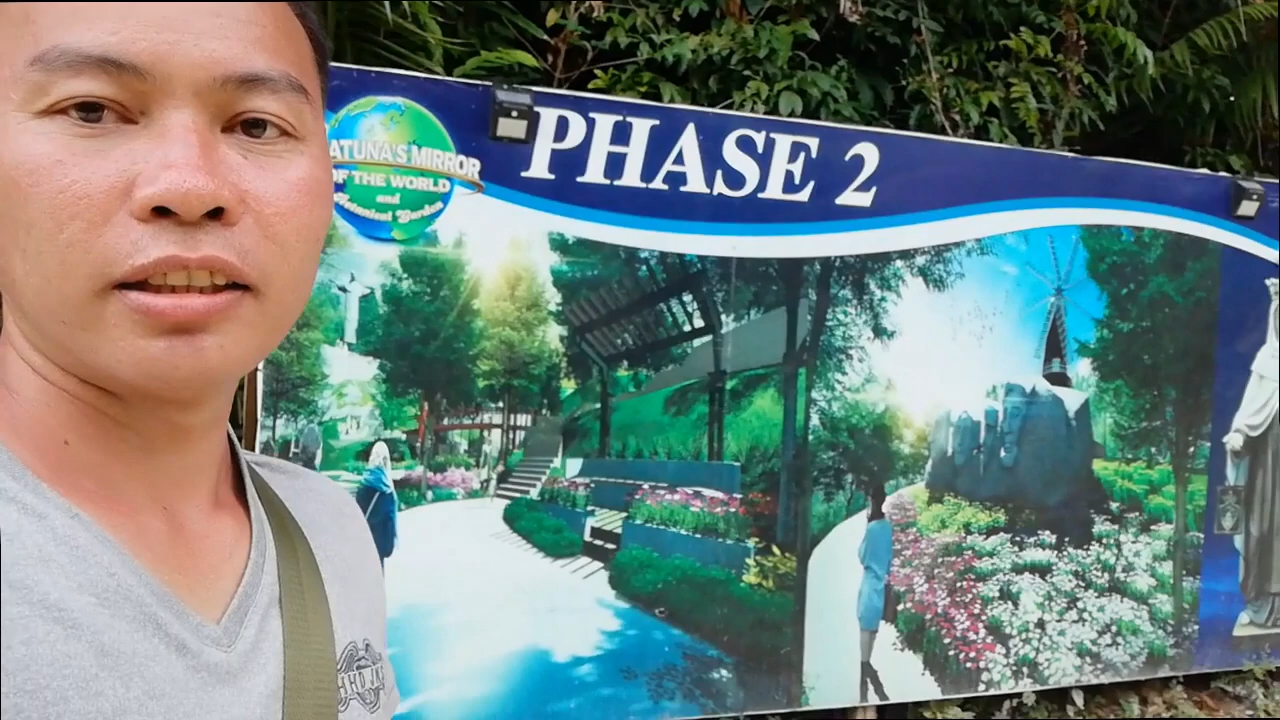 ATUNA'S MIRROR
OF THE WORLD
and
Botanical Garden
PHASE 2